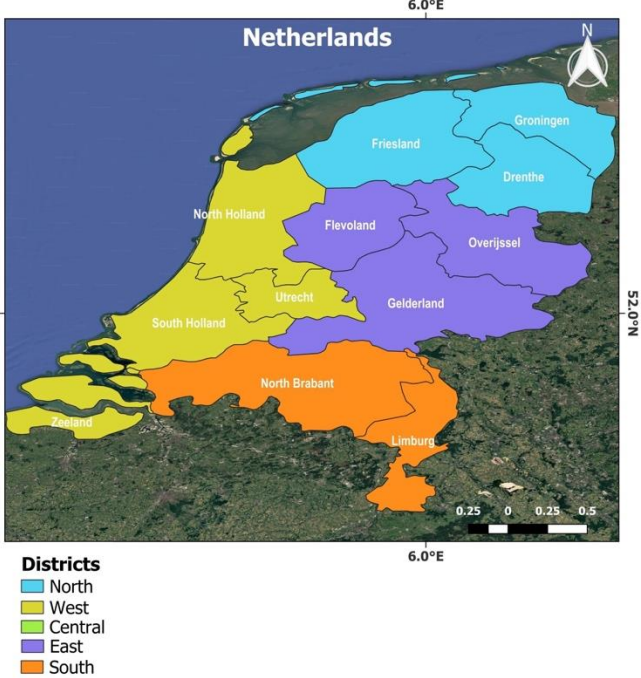 6.0°E
Netherlands
N
Groningen
Friesland
Drenthe
North Holland
Flevoland
Overijssel
Utrecht
Gelderland
52.0°N
South Holland
North Brabant
Zeeland
Limburg
0.25 0 0.25 0.5
6.0°E
Districts
North
West
Central
East
South